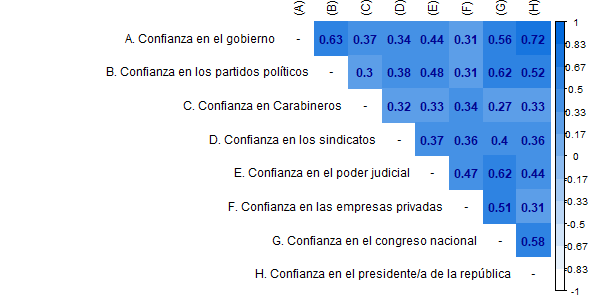 (A) (B) (C) (D) (E) (F) (G) (H)
A. Confianza en el gobierno - 0.63 0.37 0.34 0.44 0.31 0.56 0.72
B. Confianza en los partidos políticos - 0.3 0.38 0.48 0.31 0.62 0.52
C. Confianza en Carabineros - 0.32 0.33 0.34 0.27 0.33
D. Confianza en los sindicatos - 0.37 0.36 0.4 0.36
E. Confianza en el poder judicial - 0.47 0.62 0.44
F. Confianza en las empresas privadas - 0.51 0.31
G. Confianza en el congreso nacional - 0.58
H. Confianza en el presidente/a de la república -
1
0.83
0.67
0.5
0.33
0.17
0
-0.17
-0.33
-0.5
-0.67
-0.83
-1